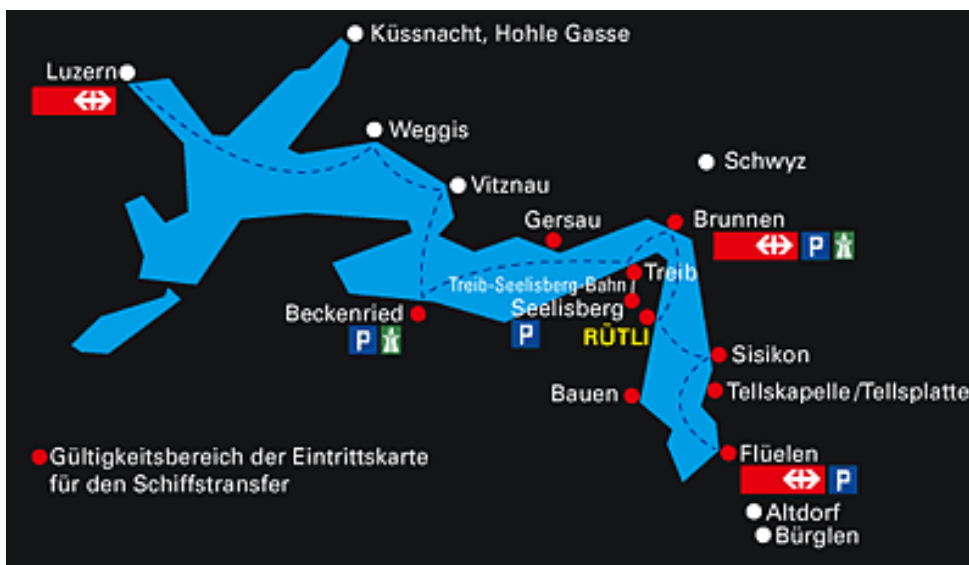 Küssnacht, Hohle Gasse
Luzern
Weggis
Schwyz
Vitznau
Gersau
Brunnen
P
Treib
Treib-Seelisberg-Bahn /
Seelisberg
Beckenried
P
P
RÜTLI
Sisikon
Bauen
Tellskapelle/Tellsplatte
Flüelen
P
Gültigkeitsbereich der Eintrittskarte
für den Schiffstransfer
Altdorf
Bürglen